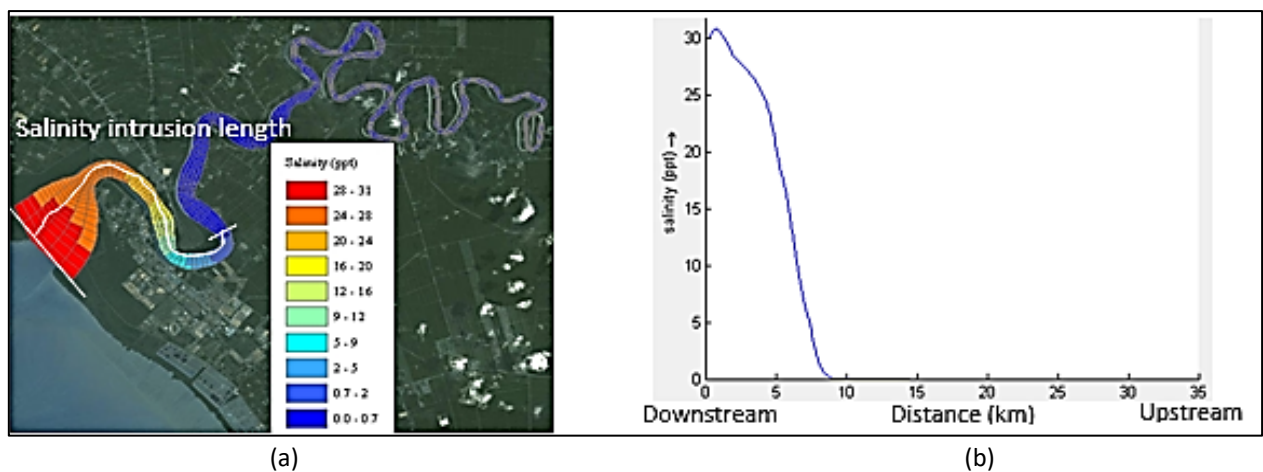 Salinity intrusion length
Salinity (ppt)
28 - 31
24 - 28
20 - 24
16 - 20
12 - 16
9 - 12
5 - 9
2 - 5
0.7 - 2
0.0 - 0.7
30
25
20
15
10
5
0
salinity (ppt) →
0 5 10 15 20 25 30 35
Downstream Distance (km) Upstream
(a) (b)